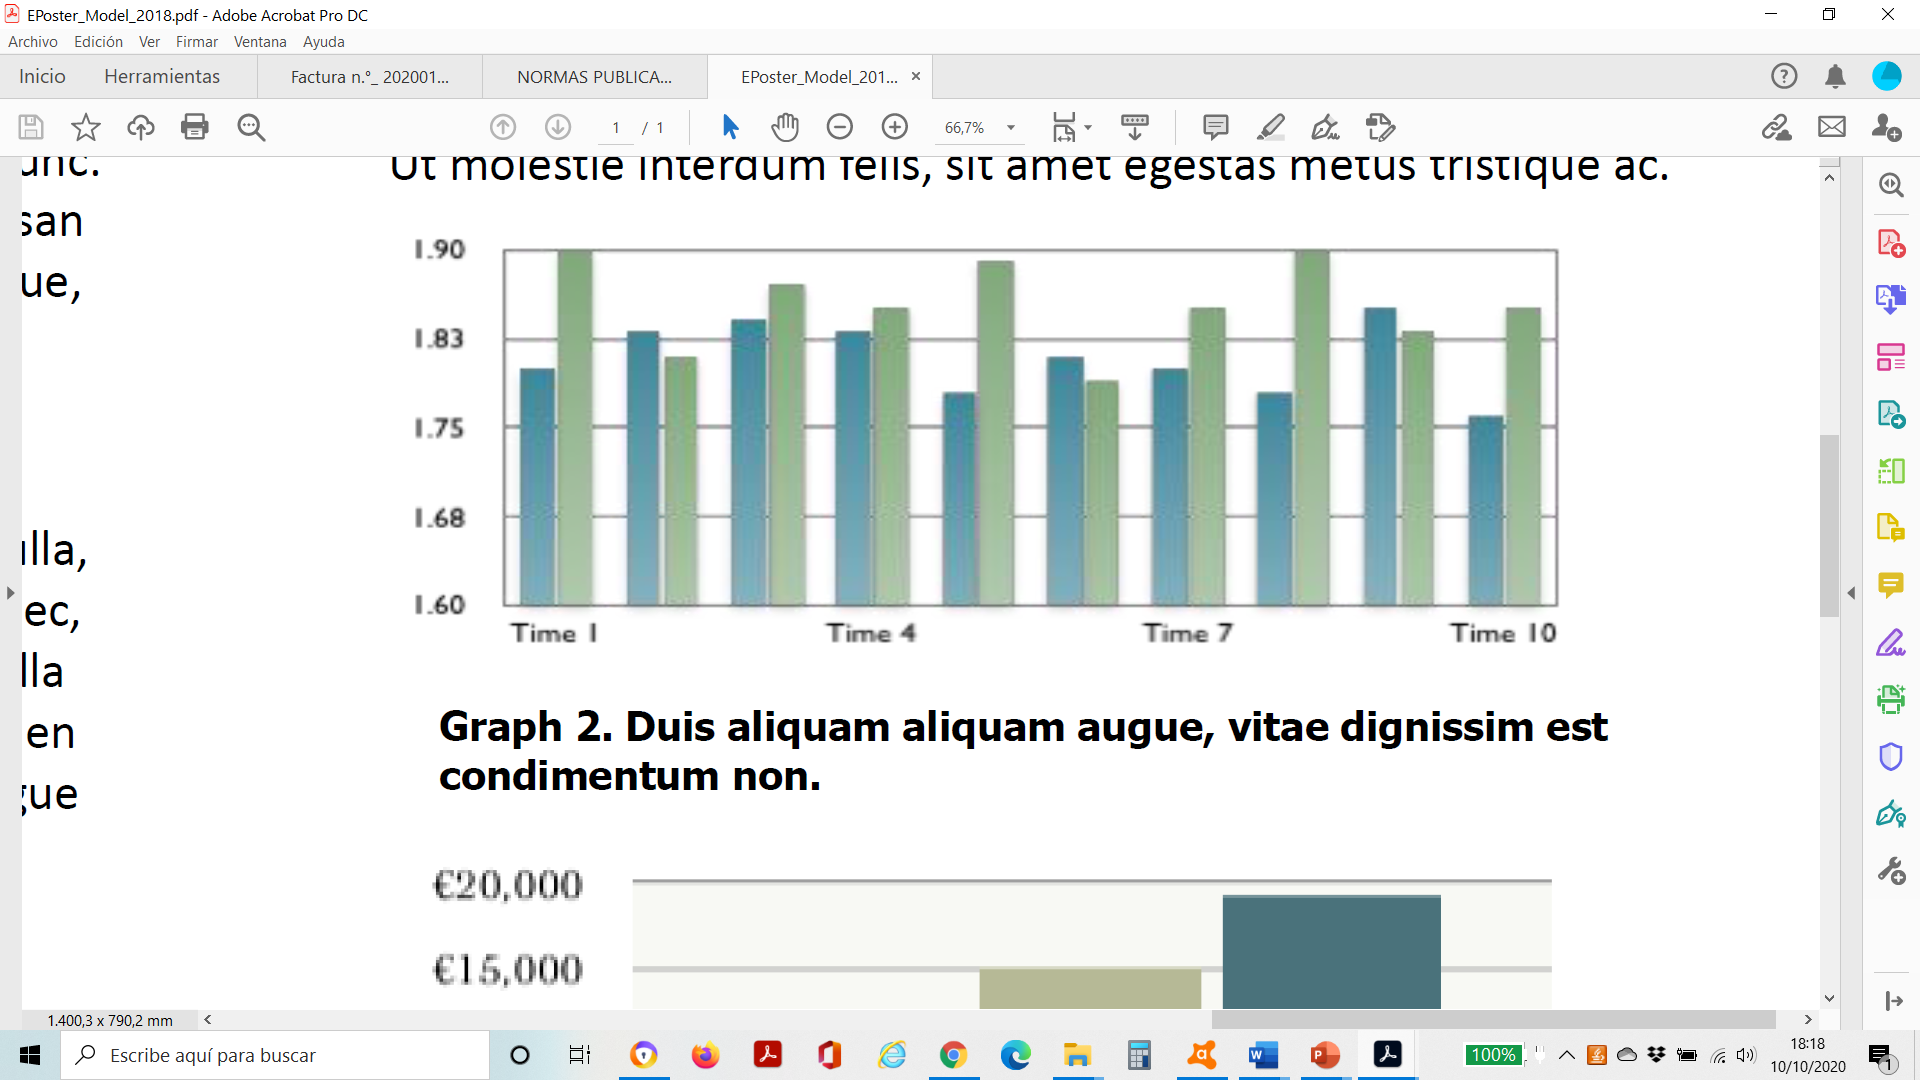 EPoster_Model_2018.pdf - Adobe Acrobat Pro DC
Archivo Edición Ver Firmar Ventana Ayuda
Inicio Herramientas Factura n.°_ 202001... NORMAS PUBLICA... EPoster_Model_201...
1 / 1 66,7%
unc.
san
ue,
ulla,
ec,
lla
en
gue
Ut molestie interdum felis, sit amet egestas metus tristique ac.
1.90
1.83
1.75
1.68
1.60
Time 1 Time 4 Time 7 Time 10
Graph 2. Duis aliquam aliquam augue, vitae dignissim est
condimentum non.
€20,000
€15,000
1.400,3 x 790,2 mm
Escribe aquí para buscar
100%
18:18
10/10/2020
1